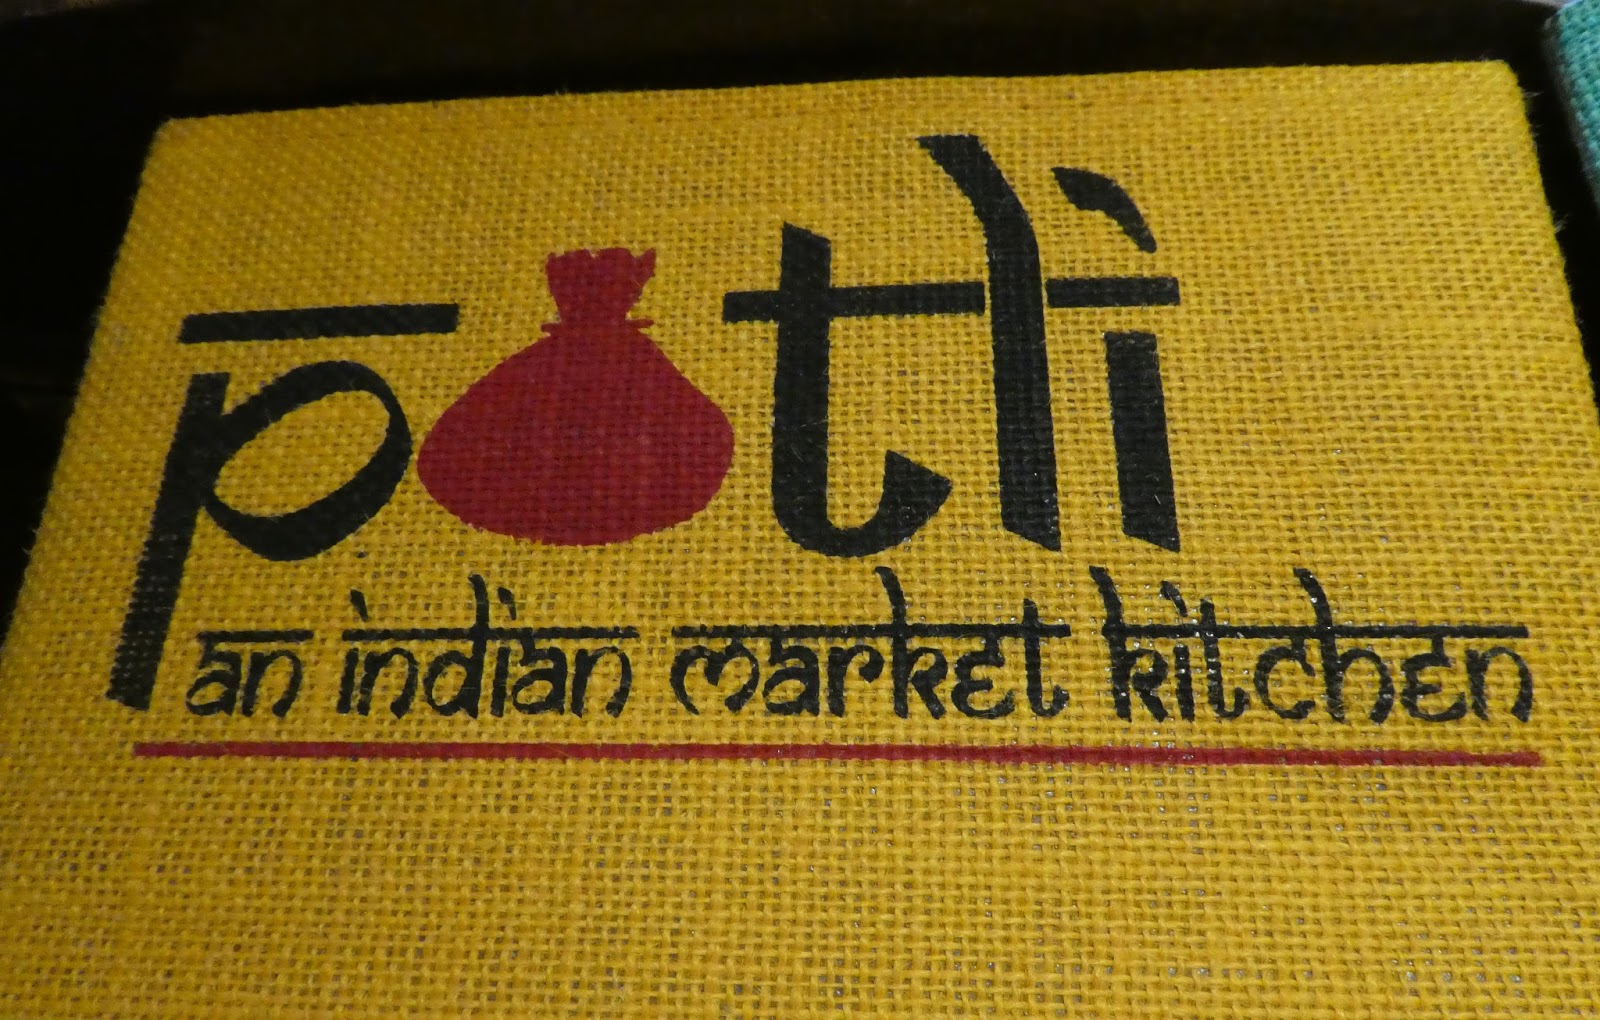 potli
an indian market kitchen